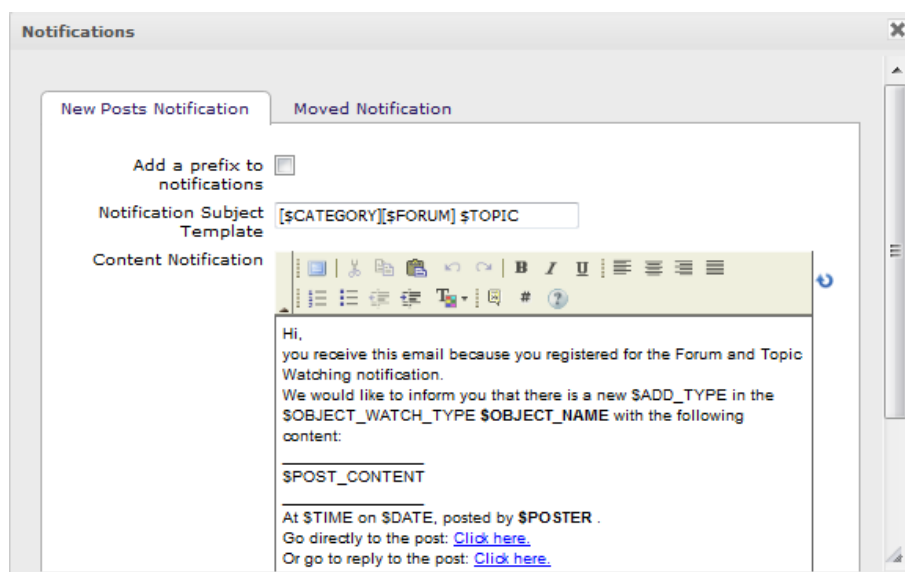 Notifications
New Posts Notification
Moved Notification
Add a prefix to
notifications
Notification Subject
Template
[$CATEGORY][$FORUM] $TOPIC
Content Notification
B I U
#
?
Hi,
you receive this email because you registered for the Forum and Topic
Watching notification.
We would like to inform you that there is a new $ADD_TYPE in the
$OBJECT_WATCH_TYPE $OBJECT_NAME with the following
content:
$POST_CONTENT
At $TIME on $DATE, posted by $POSTER .
Go directly to the post: Click here.
Or go to reply to the post: Click here.